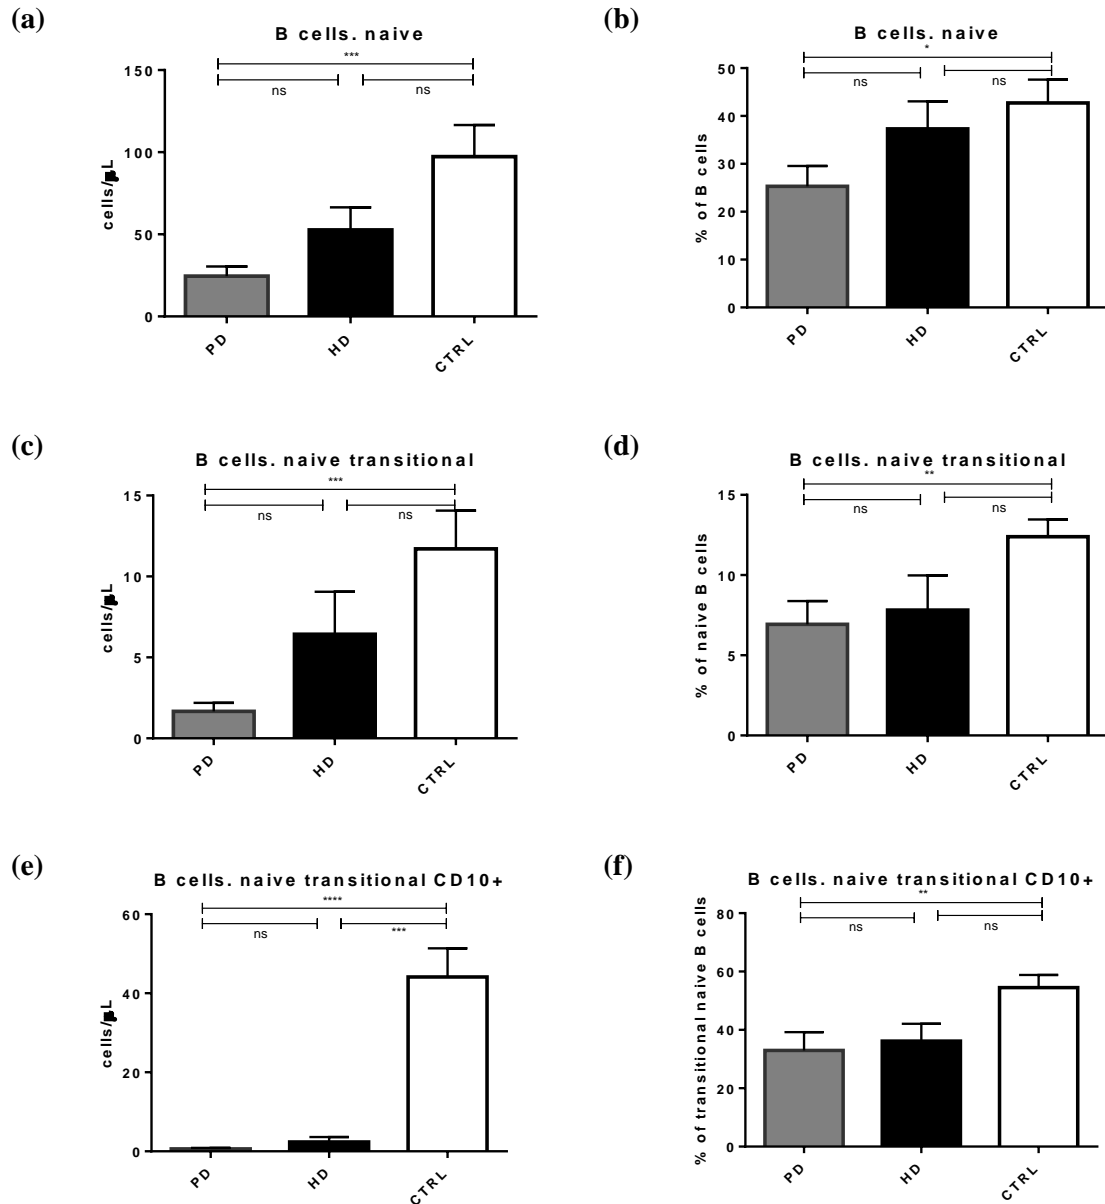 (a)
B cells. naive
***
ns ns
150
100
50
0
cells/μL
PD HD CTRL
(b)
B cells. naive
*
ns ns
50
40
30
20
10
0
% of B cells
PD HD CTRL
(c)
B cells. naive transitional
***
ns ns
15
10
5
0
cells/μL
PD HD CTRL
(d)
B cells. naive transitional
**
ns ns
15
10
5
0
% of naive B cells
PD HD CTRL
(e)
B cells. naive transitional CD10+
****
ns ***
60
40
20
0
cells/μL
PD HD CTRL
(f)
B cells. naive transitional CD10+
**
ns ns
80
60
40
20
0
% of transitional naive B cells
PD HD CTRL